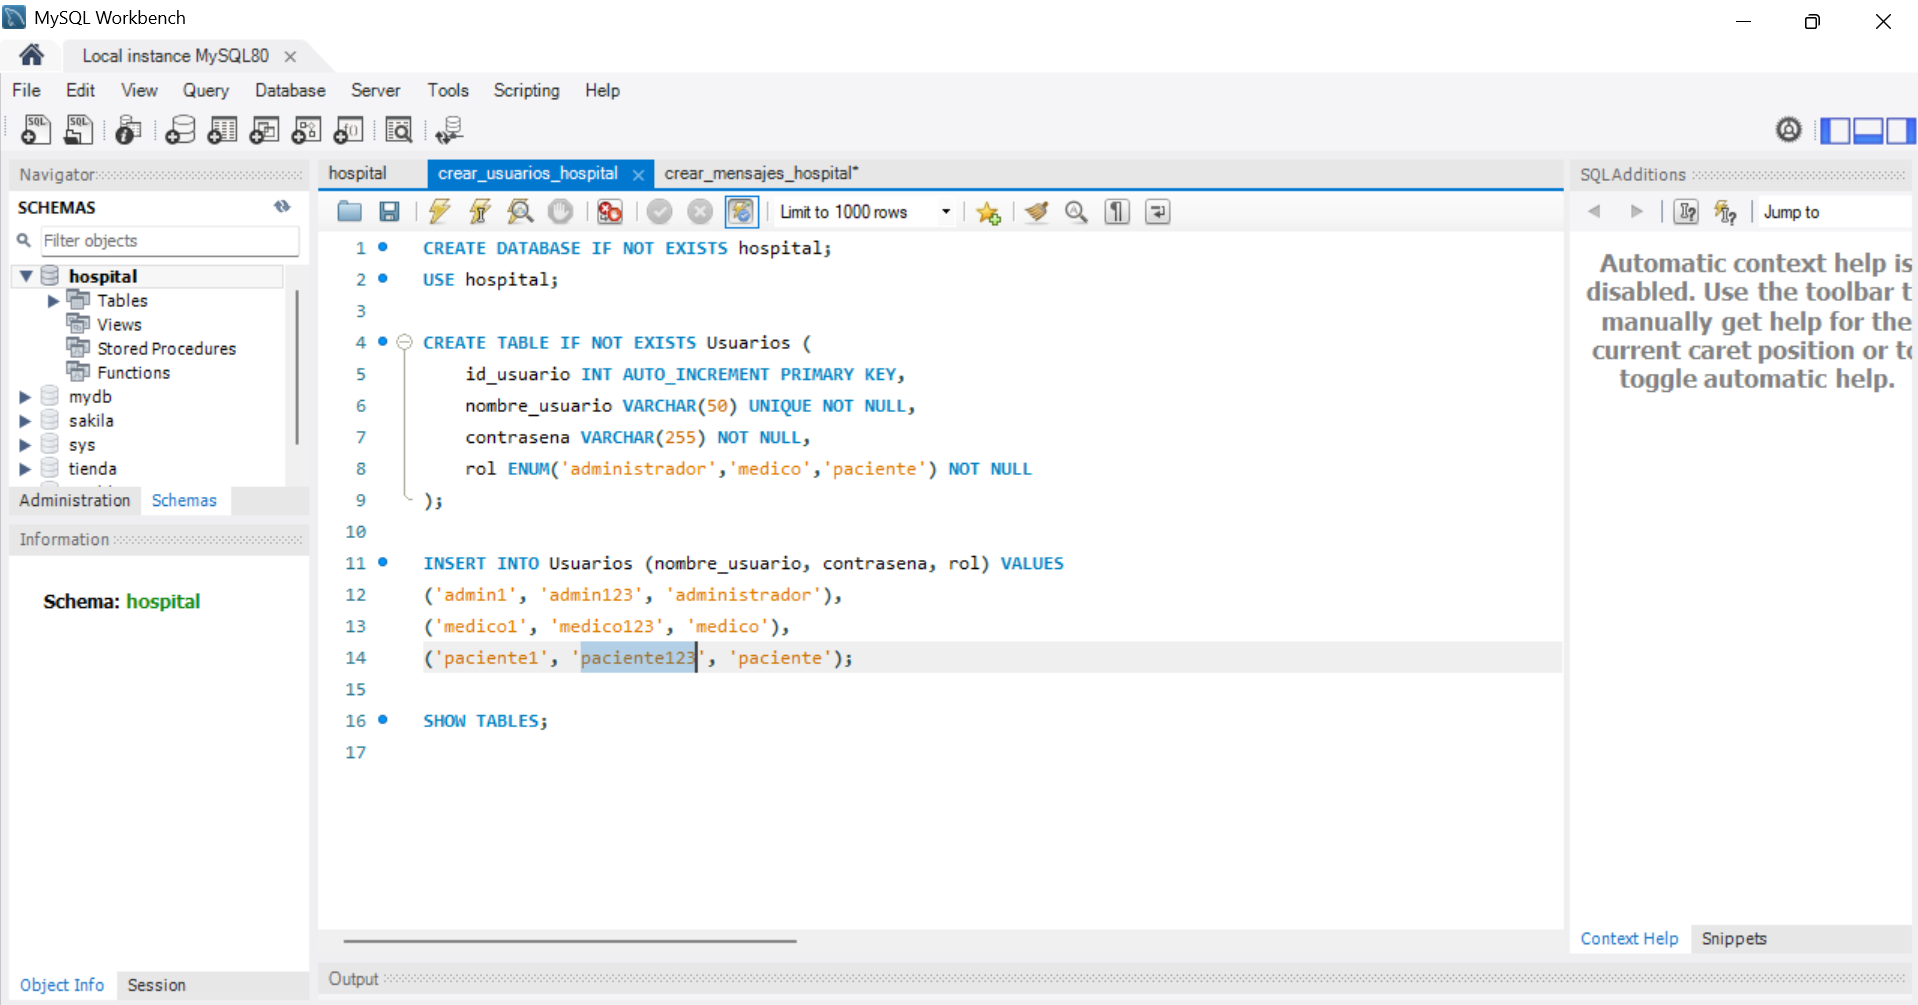 MySQL Workbench
Local instance MySQL80
File Edit View Query Database Server Tools Scripting Help
Navigator
SCHEMAS
Filter objects
hospital
Tables
Views
Stored Procedures
Functions
mydb
sakila
sys
tienda
Administration Schemas
Information
Schema: hospital
Object Info Session
hospital crear_usuarios_hospital crear_mensajes_hospital*
Limit to 1000 rows
1 CREATE DATABASE IF NOT EXISTS hospital;
2 USE hospital;
3
4 CREATE TABLE IF NOT EXISTS Usuarios (
5 id_usuario INT AUTO_INCREMENT PRIMARY KEY,
6 nombre_usuario VARCHAR(50) UNIQUE NOT NULL,
7 contrasena VARCHAR(255) NOT NULL,
8 rol ENUM('administrador','medico','paciente') NOT NULL
9 );
10
11 INSERT INTO Usuarios (nombre_usuario, contrasena, rol) VALUES
12 ('admin1', 'admin123', 'administrador'),
13 ('medico1', 'medico123', 'medico'),
14 ('paciente1', 'paciente123', 'paciente');
15
16 SHOW TABLES;
17
Output
SQLAdditions
Jump to
Automatic context help is
disabled. Use the toolbar t
manually get help for the
current caret position or to
toggle automatic help.
Context Help Snippets